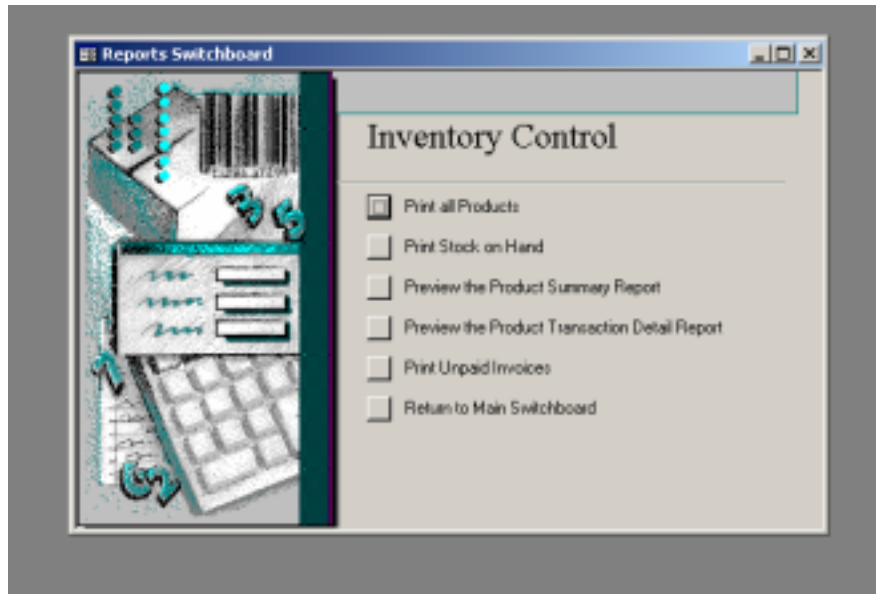 Reports Switchboard
Inventory Control
Print all Products
Print Stock on Hand
Preview the Product Summary Report
Preview the Product Transaction Detail Report
Print Unpaid Invoices
Return to Main Switchboard